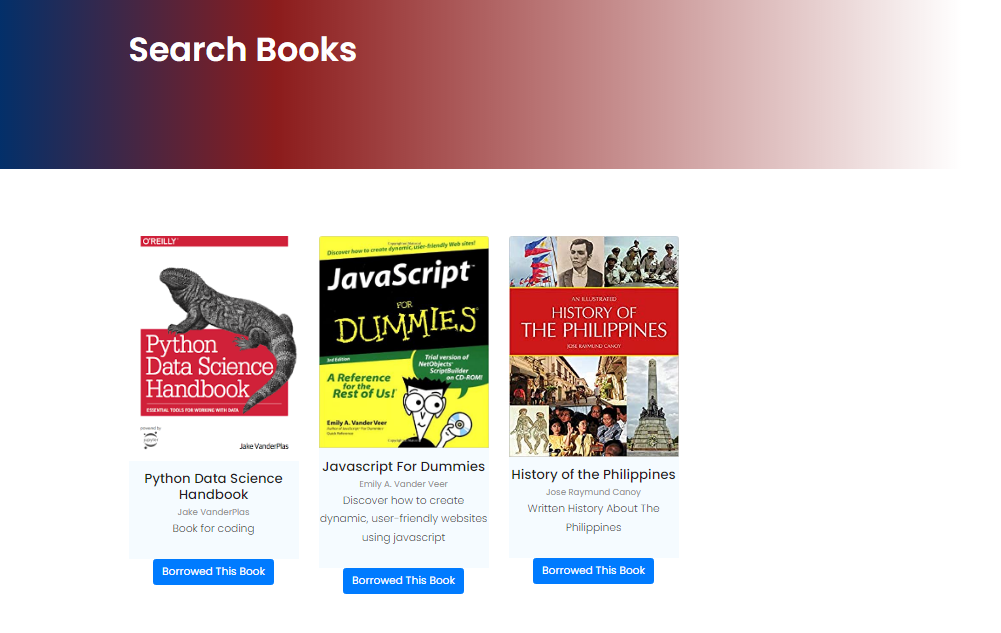 Search Books
O'REILLY
Python
Data Science
Handbook
ESSENTIAL TOOLS FOR WORKING WITH DATA
powered by
jupyter
Jake VanderPlas
Python Data Science
Handbook
Jake VanderPlas
Book for coding
Borrowed This Book
Discover how to create dynamic, user-friendly Web sites!
JavaScript
FOR
DUMMIES
3rd Edition
Trial version of
NetObjects
ScriptBuilder
on CD-ROM!
A Reference
for the
Rest of Us!
Emily A. Vander Veer
Javascript For Dummies
Emily A. Vander Veer
Discover how to create
dynamic, user-friendly websites
using javascript
Borrowed This Book
AN ILLUSTRATED
HISTORY OF
THE PHILIPPINES
JOSE RAYMUND CANOY
History of the Philippines
Jose Raymund Canoy
Written History About The
Philippines
Borrowed This Book